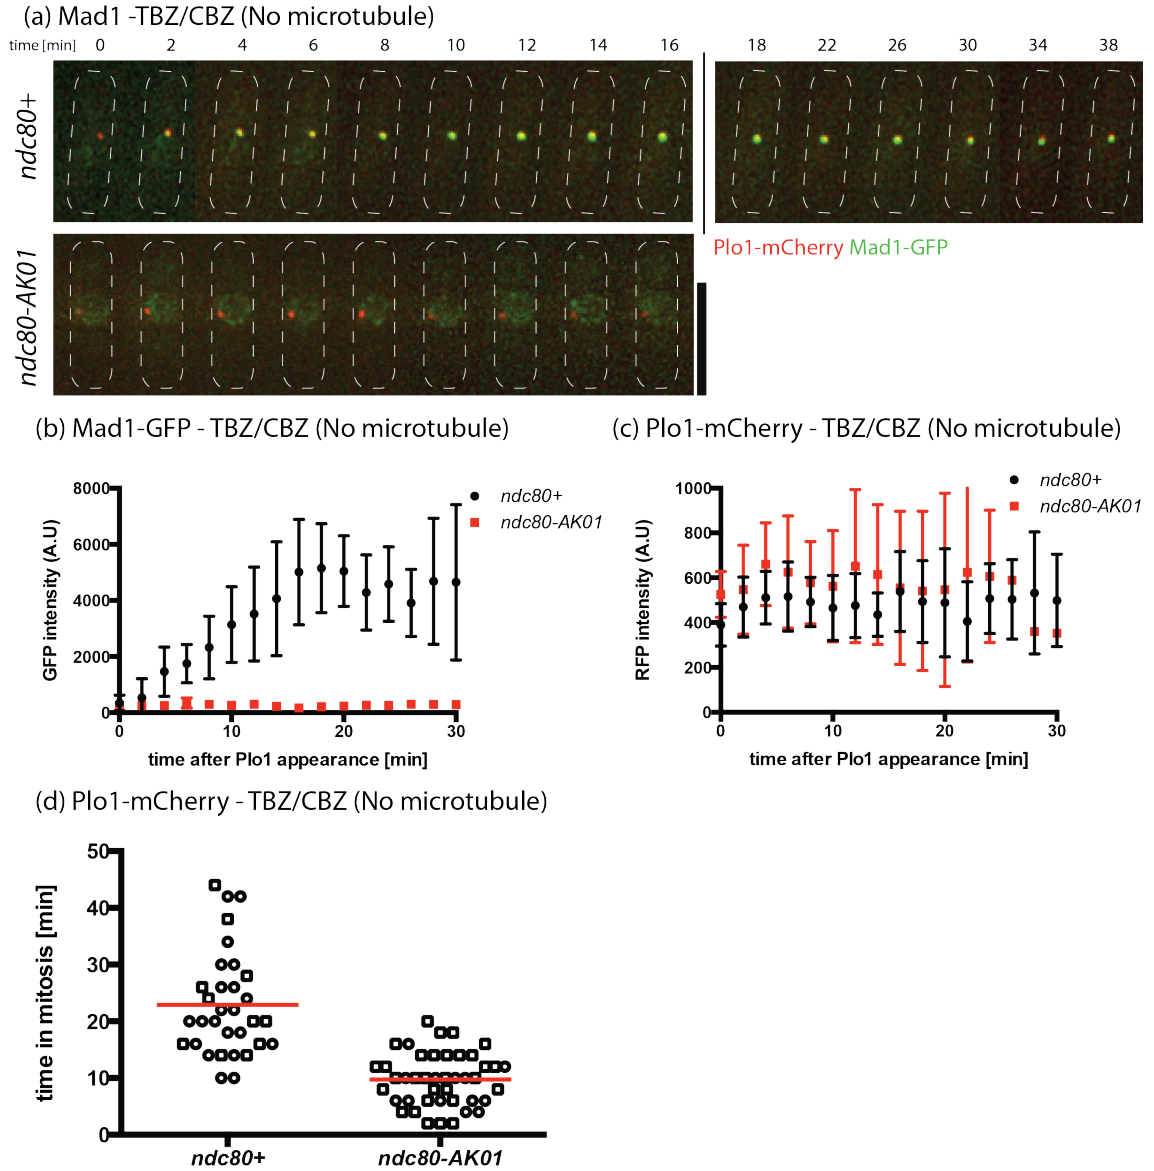 (a) Mad1 -TBZ/CBZ (No microtubule)
time [min] 0 2 4 6 8 10 12 14 16 18 22 26 30 34 38
ndc80+
ndc80-AK01
Plo1-mCherry Mad1-GFP
(b) Mad1-GFP - TBZ/CBZ (No microtubule)
8000
6000
4000
2000
0
GFP intensity (A.U)
0 10 20 30
time after Plo1 appearance [min]
ndc80+
ndc80-AK01
(c) Plo1-mCherry - TBZ/CBZ (No microtubule)
1000
800
600
400
200
0
RFP intensity (A.U)
0 10 20 30
time after Plo1 appearance [min]
ndc80+
ndc80-AK01
(d) Plo1-mCherry - TBZ/CBZ (No microtubule)
50
40
30
20
10
0
time in mitosis [min]
ndc80+ ndc80-AK01